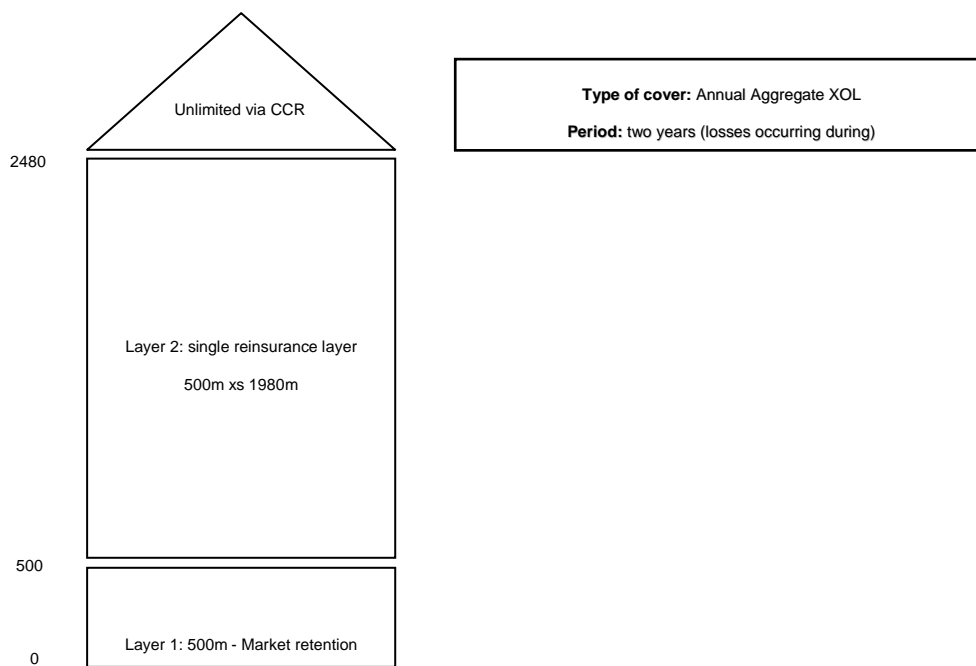 Unlimited via CCR
Type of cover: Annual Aggregate XOL
Period: two years (losses occurring during)
2480
Layer 2: single reinsurance layer
500m xs 1980m
500
Layer 1: 500m - Market retention
0